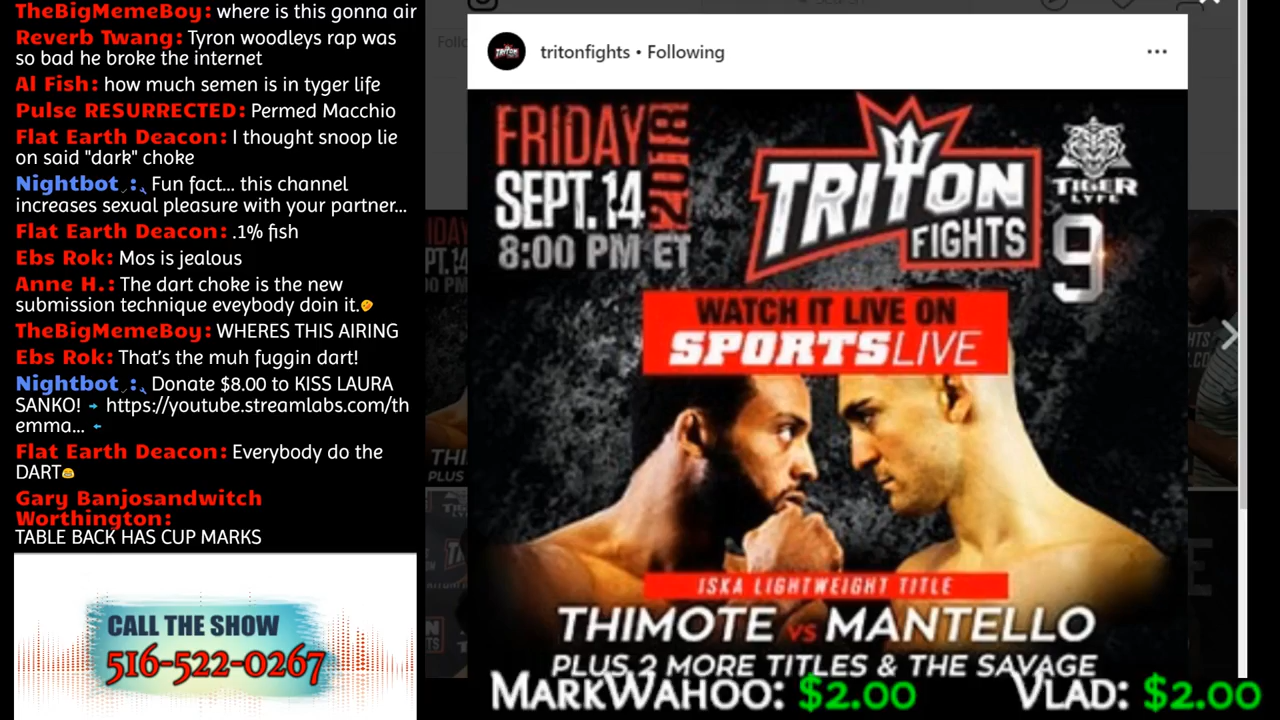 TheBigMemeBoy: where is this gonna air
Reverb Twang: Tyron woodleys rap was
so bad he broke the internet
Al Fish: how much semen is in tyger life
Pulse RESURRECTED: Permed Macchio
Flat Earth Deacon: I thought snoop lie
on said "dark" choke
Nightbot: Fun fact... this channel
increases sexual pleasure with your partner...
Flat Earth Deacon: .1% fish
Ebs Rok: Mos is jealous
Anne H.: The dart choke is the new
submission technique eveybody doin it.
TheBigMemeBoy: WHERES THIS AIRING
Ebs Rok: That's the muh fuggin dart!
Nightbot: Donate $8.00 to KISS LAURA
SANKO! https://youtube.streamlabs.com/th
emma...
Flat Earth Deacon: Everybody do the
DART
Gary Banjosandwitch
Worthington:
TABLE BACK HAS CUP MARKS
CALL THE SHOW
516-522-0267
tritonfights • Following
FRIDAY
SEPT. 14
2018
8:00 PM ET
TRITON
FIGHTS
TIGER
LYFE
9
WATCH IT LIVE ON
SPORTSLIVE
ISKA LIGHTWEIGHT TITLE
THIMOTE vs MANTELLO
PLUS 2 MORE TITLES & THE SAVAGE
MARKWAHOO: $2.00 VLAD: $2.00